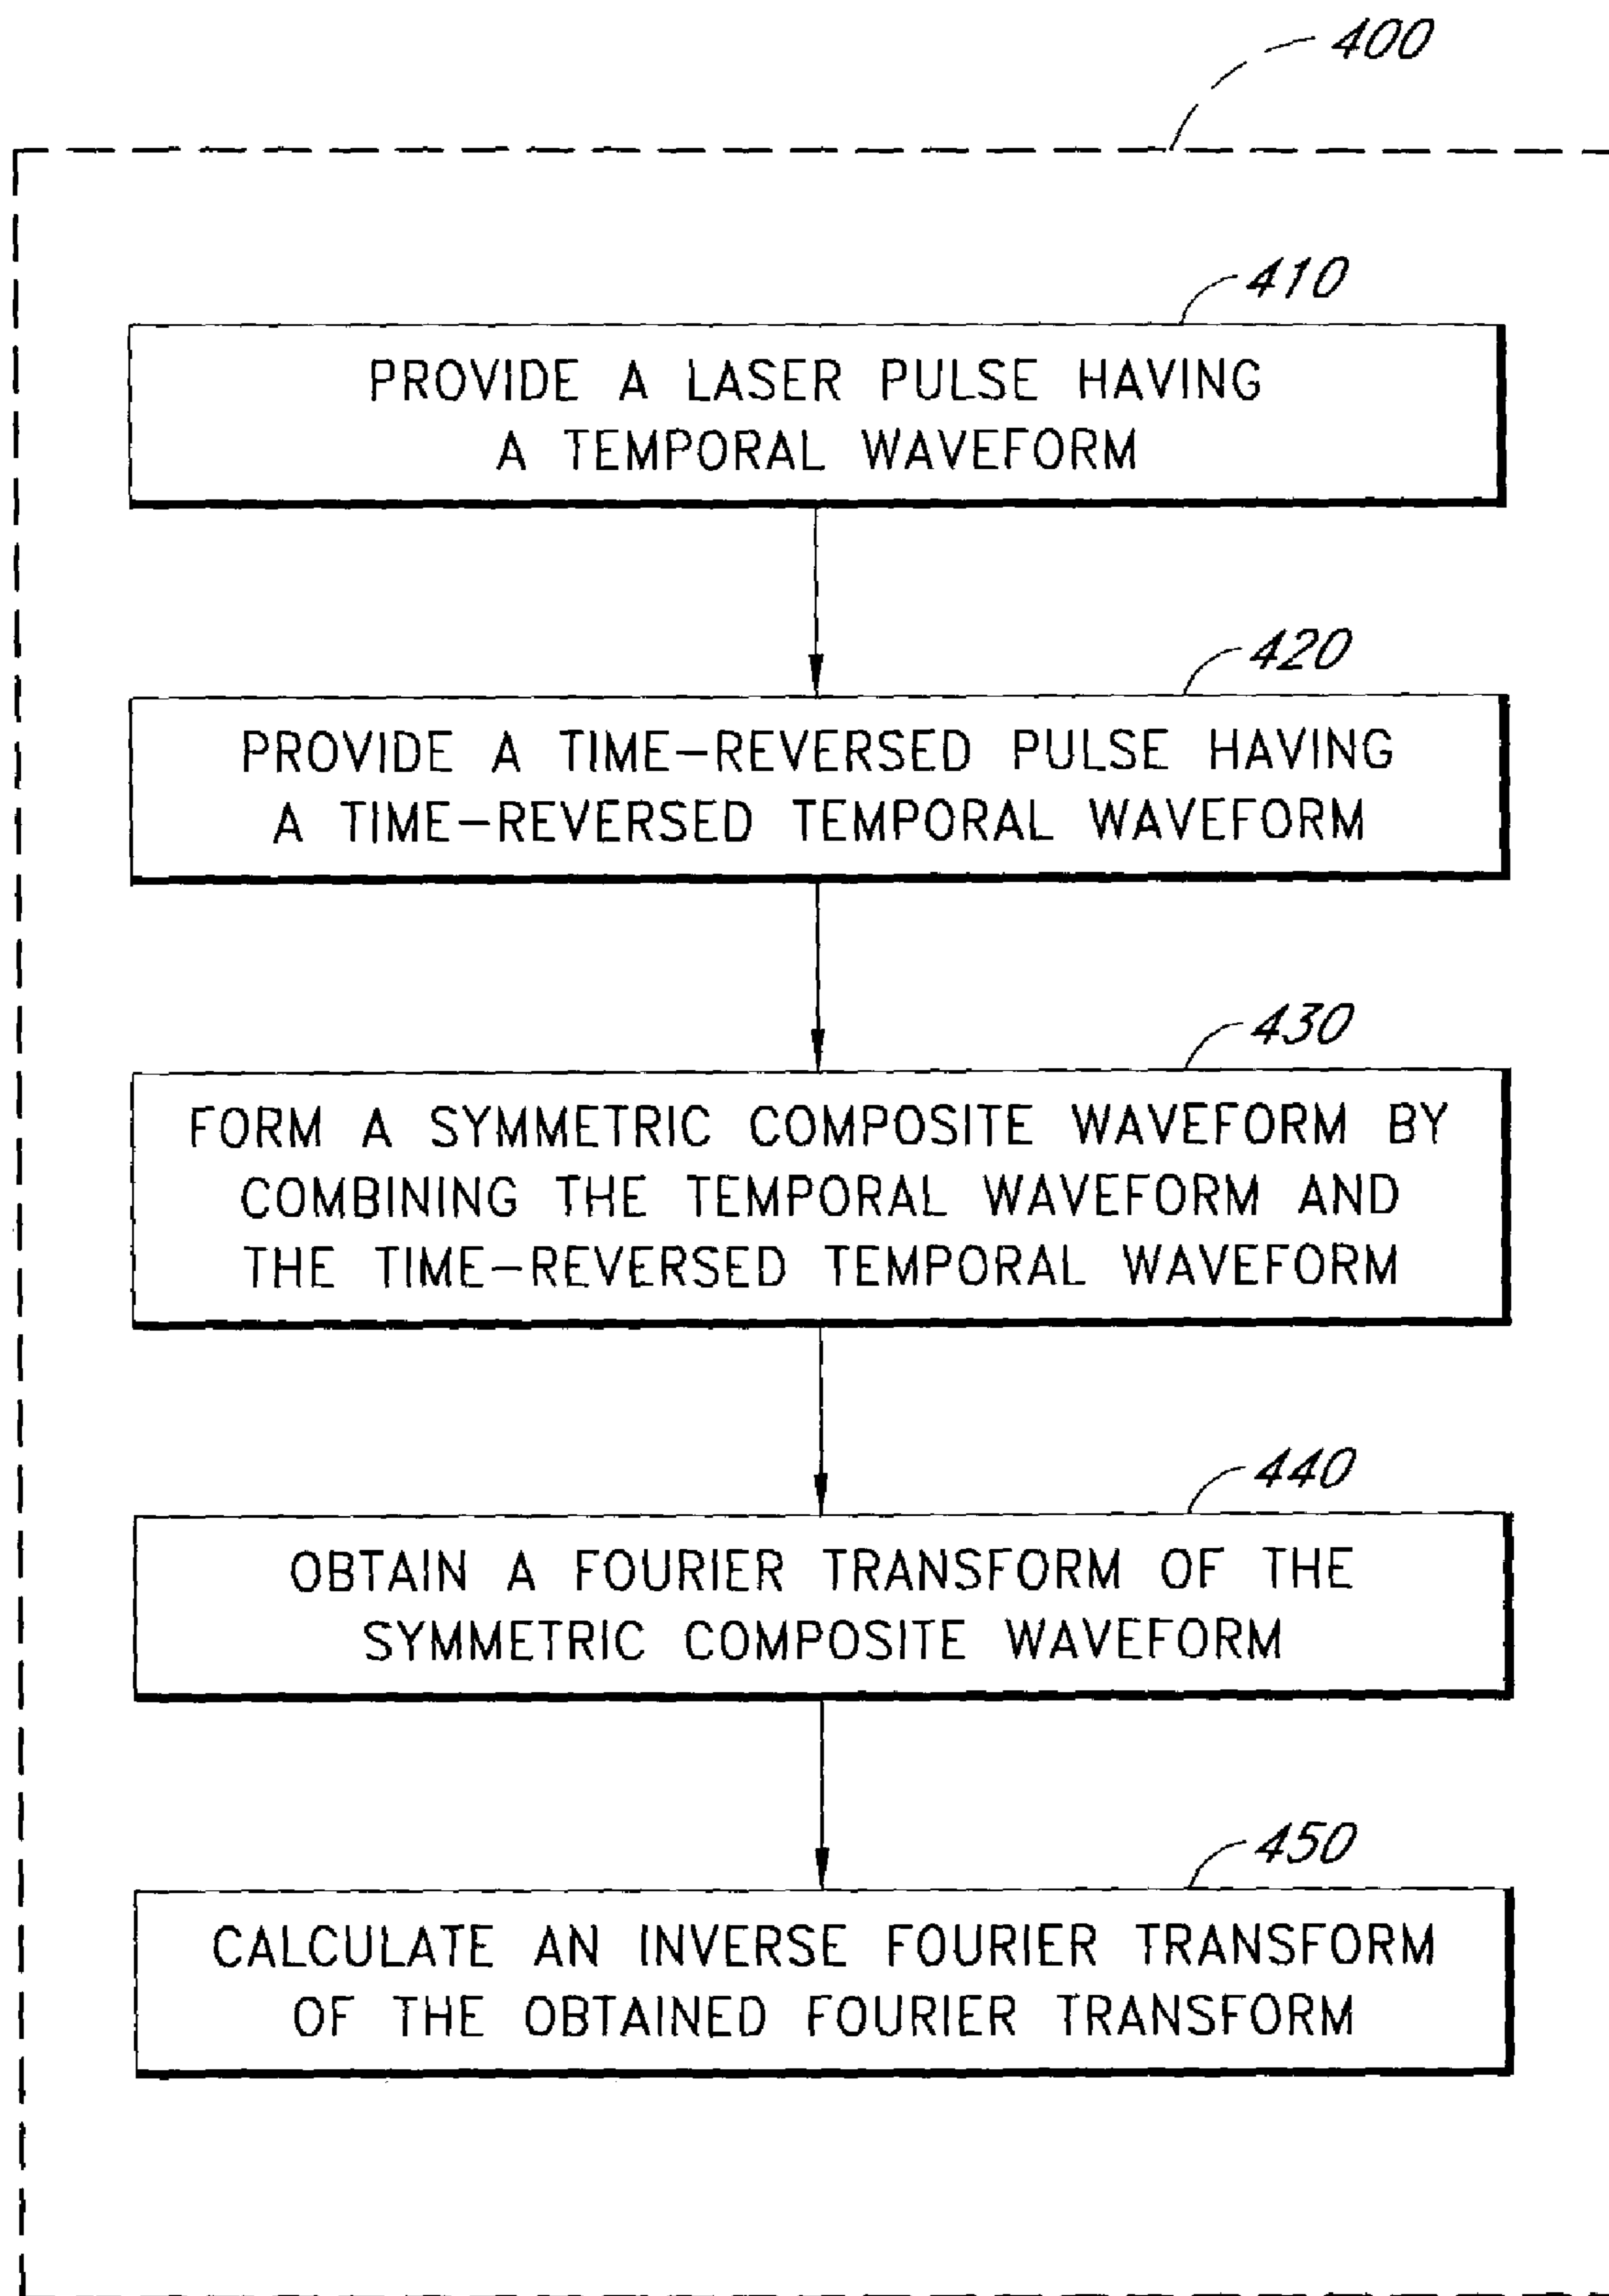 400
410
PROVIDE A LASER PULSE HAVING
A TEMPORAL WAVEFORM
420
PROVIDE A TIME-REVERSED PULSE HAVING
A TIME-REVERSED TEMPORAL WAVEFORM
430
FORM A SYMMETRIC COMPOSITE WAVEFORM BY
COMBINING THE TEMPORAL WAVEFORM AND
THE TIME-REVERSED TEMPORAL WAVEFORM
440
OBTAIN A FOURIER TRANSFORM OF THE
SYMMETRIC COMPOSITE WAVEFORM
450
CALCULATE AN INVERSE FOURIER TRANSFORM
OF THE OBTAINED FOURIER TRANSFORM